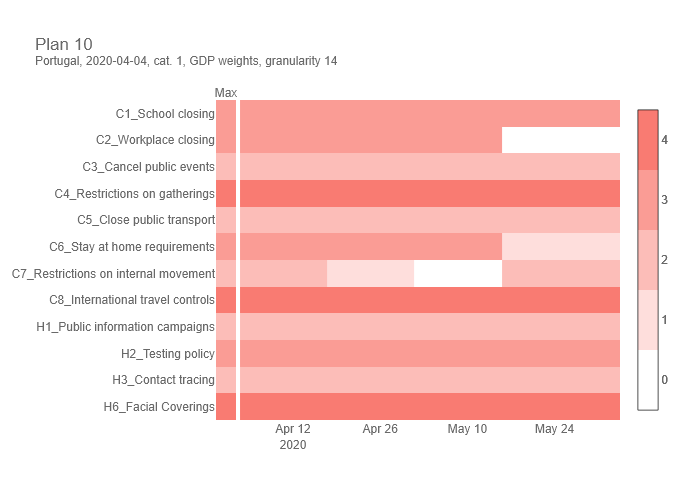 Plan 10
Portugal, 2020-04-04, cat. 1, GDP weights, granularity 14
Max
C1_School closing
C2_Workplace closing
C3_Cancel public events
C4_Restrictions on gatherings
C5_Close public transport
C6_Stay at home requirements
C7_Restrictions on internal movement
C8_International travel controls
H1_Public information campaigns
H2_Testing policy
H3_Contact tracing
H6_Facial Coverings
Apr 12 Apr 26 May 10 May 24
2020
4
3
2
1
0